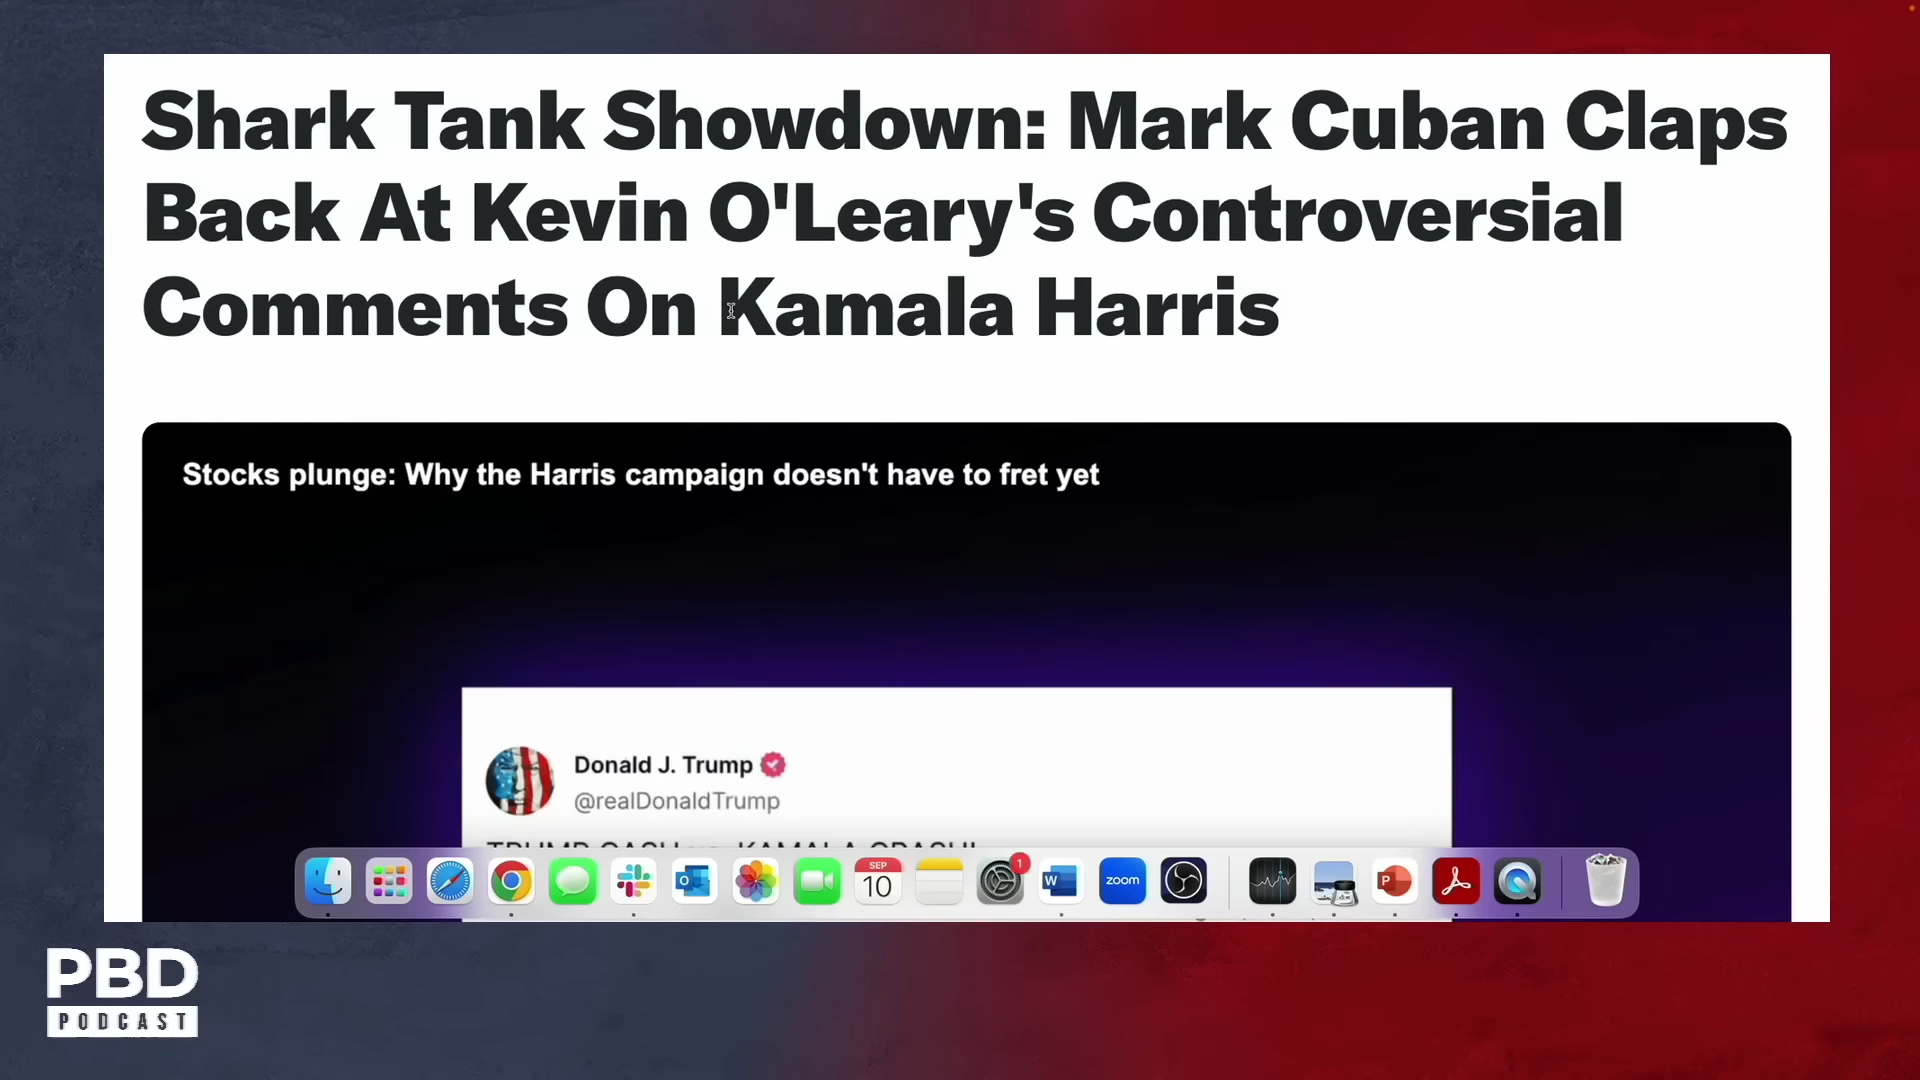 Shark Tank Showdown: Mark Cuban Claps
Back At Kevin O'Leary's Controversial
Comments On Kamala Harris
Stocks plunge: Why the Harris campaign doesn't have to fret yet
Donald J. Trump
@realDonaldTrump
SEP
10
1
W
zoom
P
PBD
PODCAST